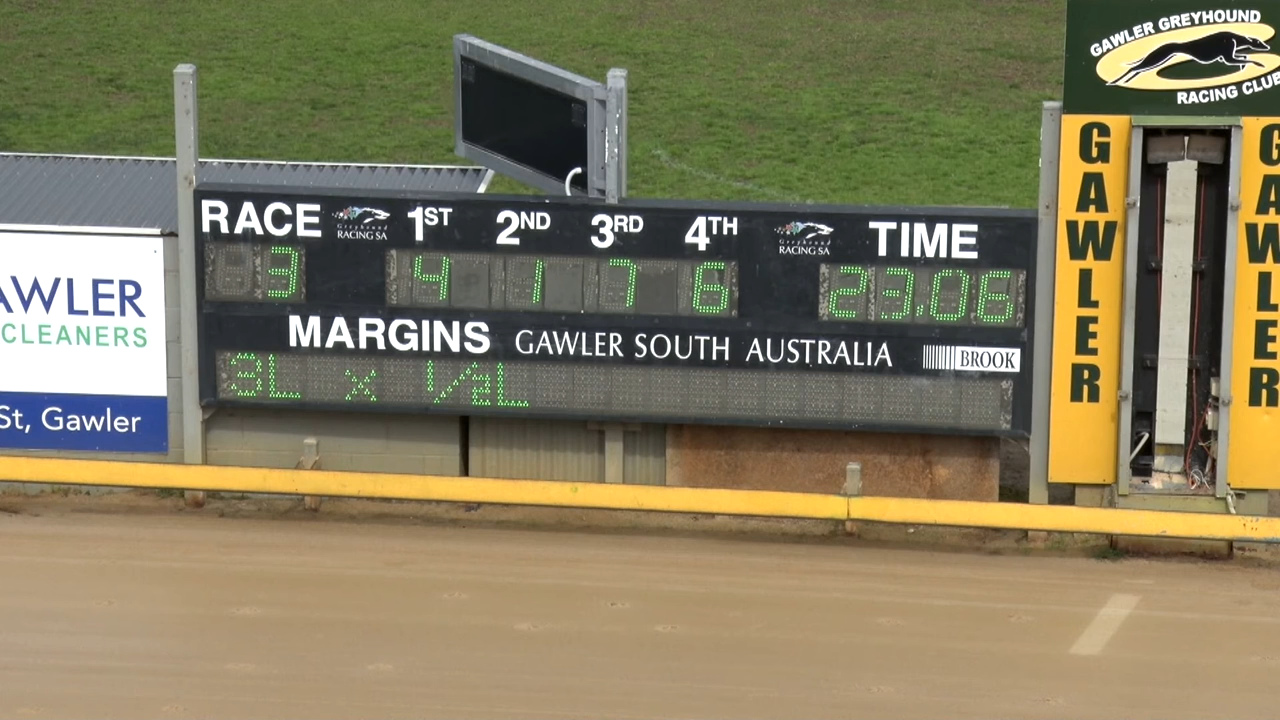 GAWLER GREYHOUND
RACING CLUB
RACE
RACING SA
1ST 2ND 3RD 4TH
Greyhound
RACING SA
TIME
3 4 1 7 6 23.06
MARGINS GAWLER SOUTH AUSTRALIA BROOK
3L x 1/2L
AWLER
CLEANERS
St, Gawler
GAWLER
GAWLER